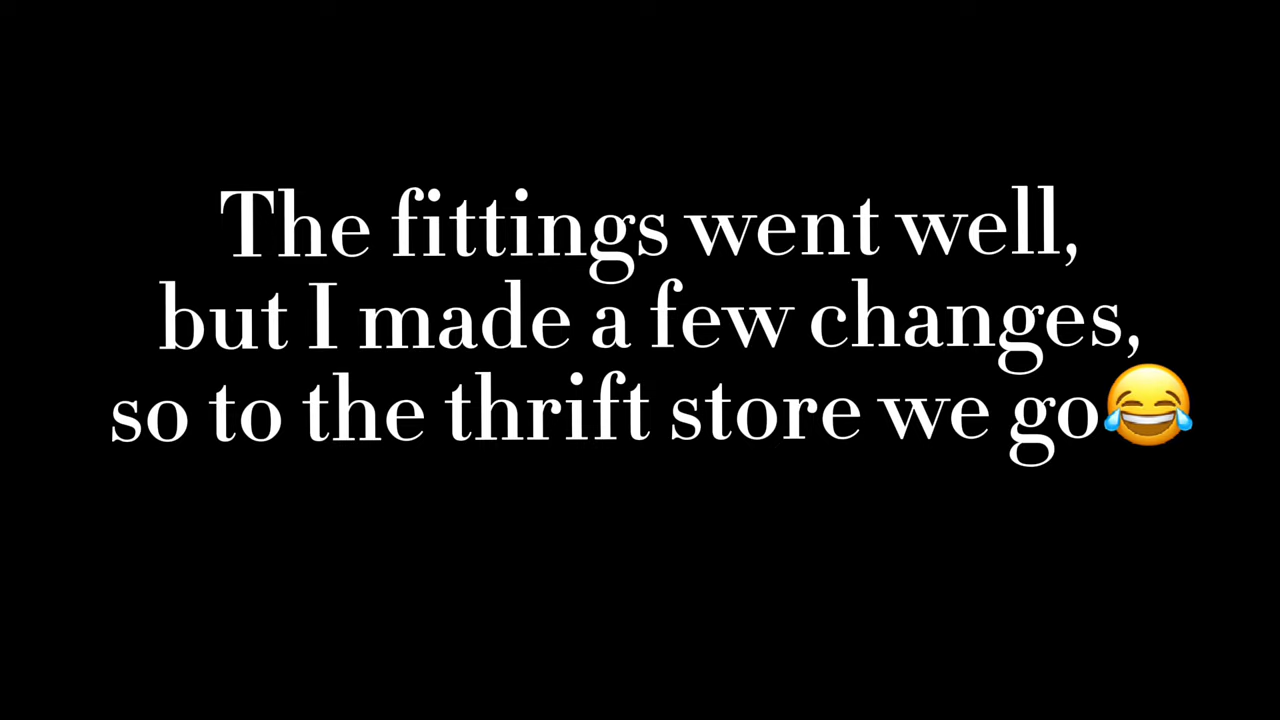 The fittings went well,
but I made a few changes,
so to the thrift store we go😂